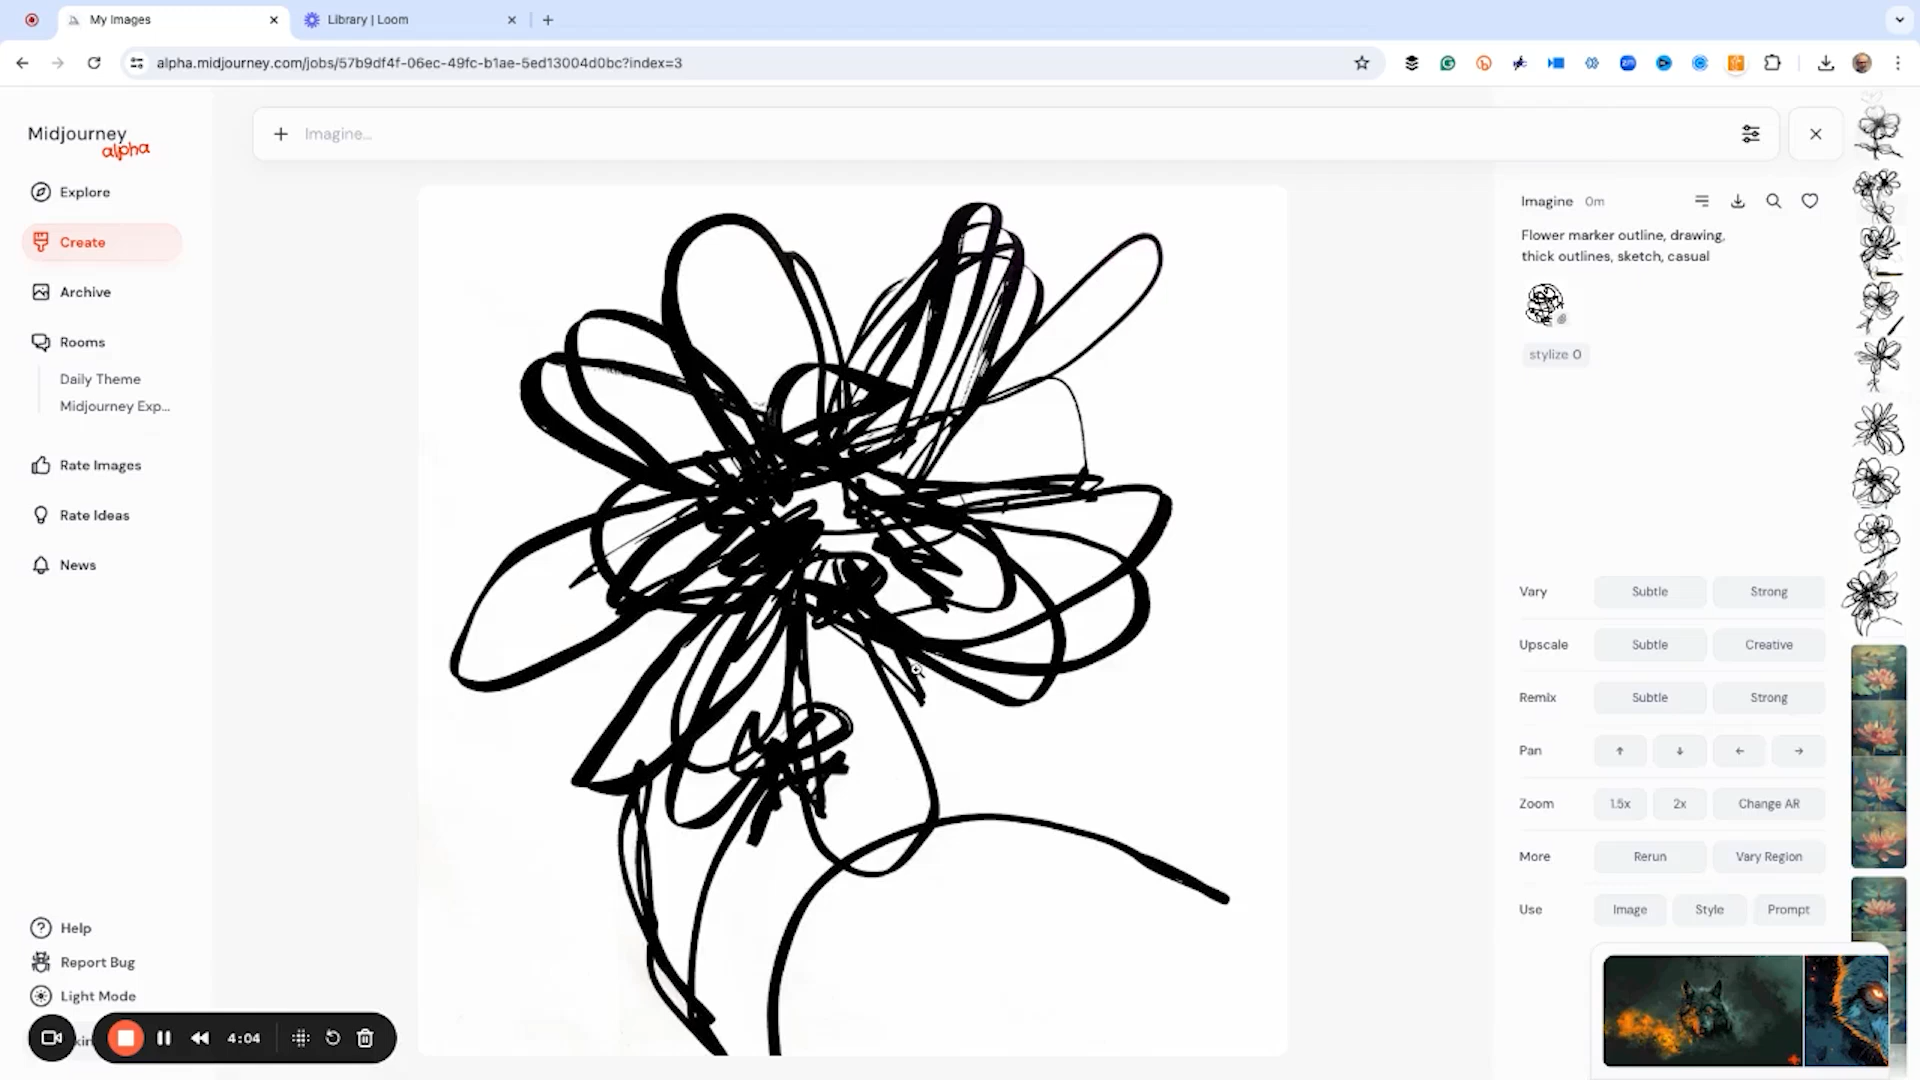 My Images
Library | Loom
alpha.midjourney.com/jobs/57b9df4f-06ec-49fc-b1ae-5ed13004d0bc?index=3
Midjourney
alpha
Imagine...
Explore
Create
Archive
Rooms
Daily Theme
Midjourney Exp...
Rate Images
Rate Ideas
News
Help
Report Bug
Light Mode
4:04
Imagine 0m
Flower marker outline, drawing,
thick outlines, sketch, casual
stylize 0
Vary Subtle Strong
Upscale Subtle Creative
Remix Subtle Strong
Pan ↑ ↓ ← →
Zoom 1.5x 2x Change AR
More Rerun Vary Region
Use Image Style Prompt